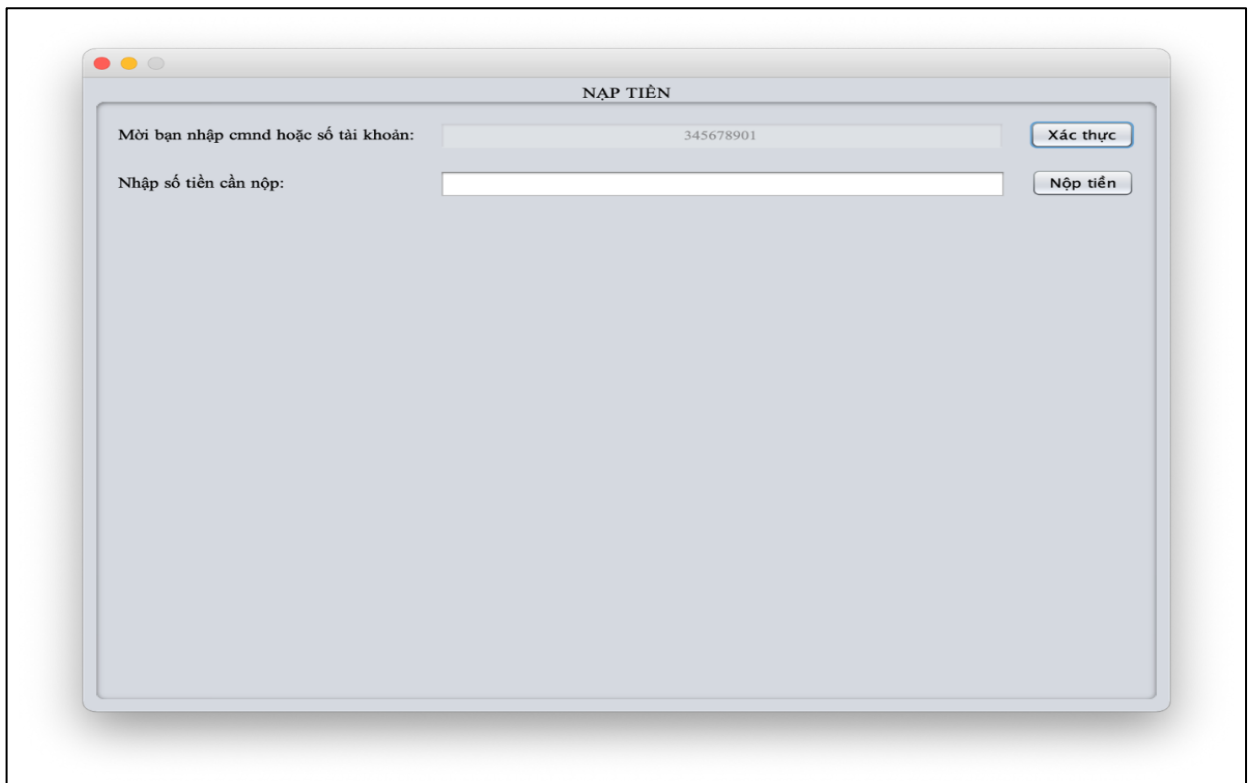 NẠP TIỀN
Mời bạn nhập cmnd hoặc số tài khoản: 345678901 Xác thực
Nhập số tiền cần nộp: Nộp tiền